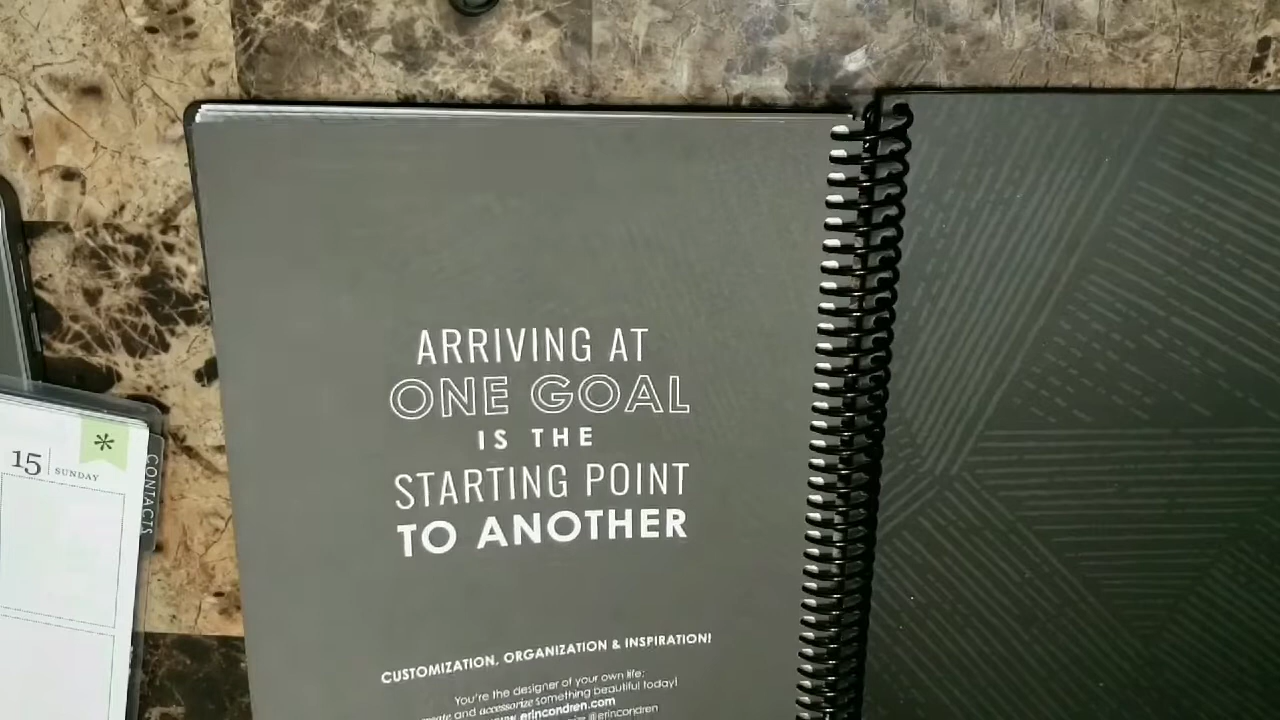 ARRIVING AT
ONE GOAL
IS THE
STARTING POINT
TO ANOTHER
CUSTOMIZATION, ORGANIZATION & INSPIRATION!
You're the designer of your own life:
and accessorize something beautiful today!
www.erincondren.com
@erincondren
15 SUNDAY
*
CONTACTS